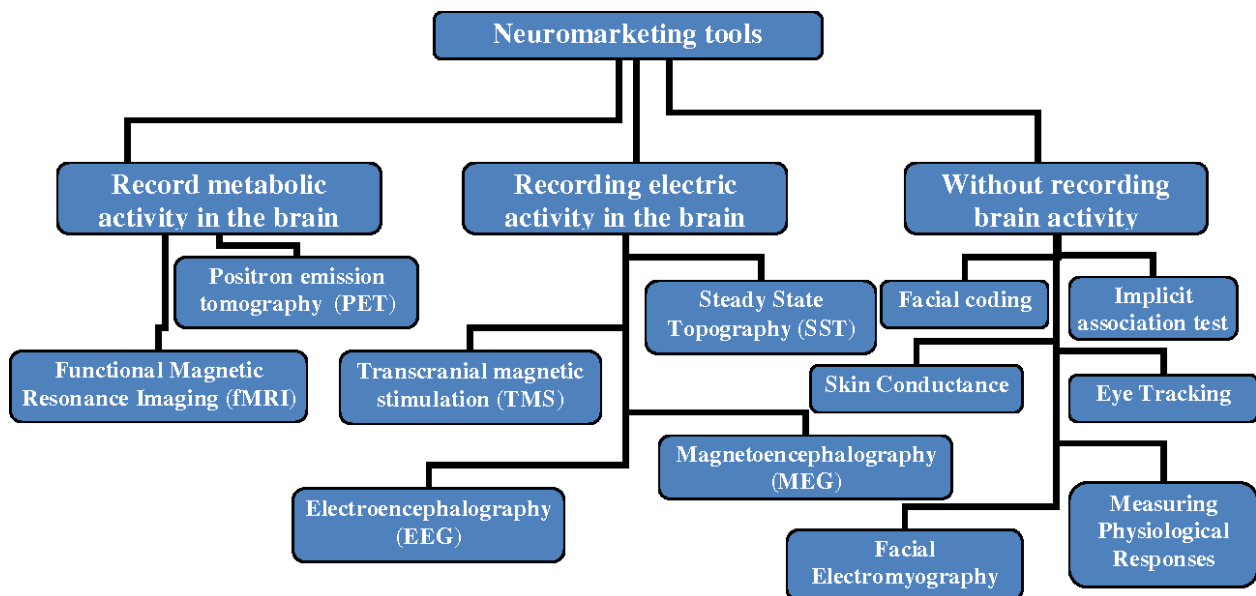 Neuromarketing tools
Record metabolic
activity in the brain
Recording electric
activity in the brain
Without recording
brain activity
Positron emission
tomography (PET)
Functional Magnetic
Resonance Imaging (fMRI)
Steady State
Topography (SST)
Transcranial magnetic
stimulation (TMS)
Magnetoencephalography
(MEG)
Electroencephalography
(EEG)
Facial coding
Implicit
association test
Skin Conductance
Eye Tracking
Facial
Electromyography
Measuring
Physiological
Responses